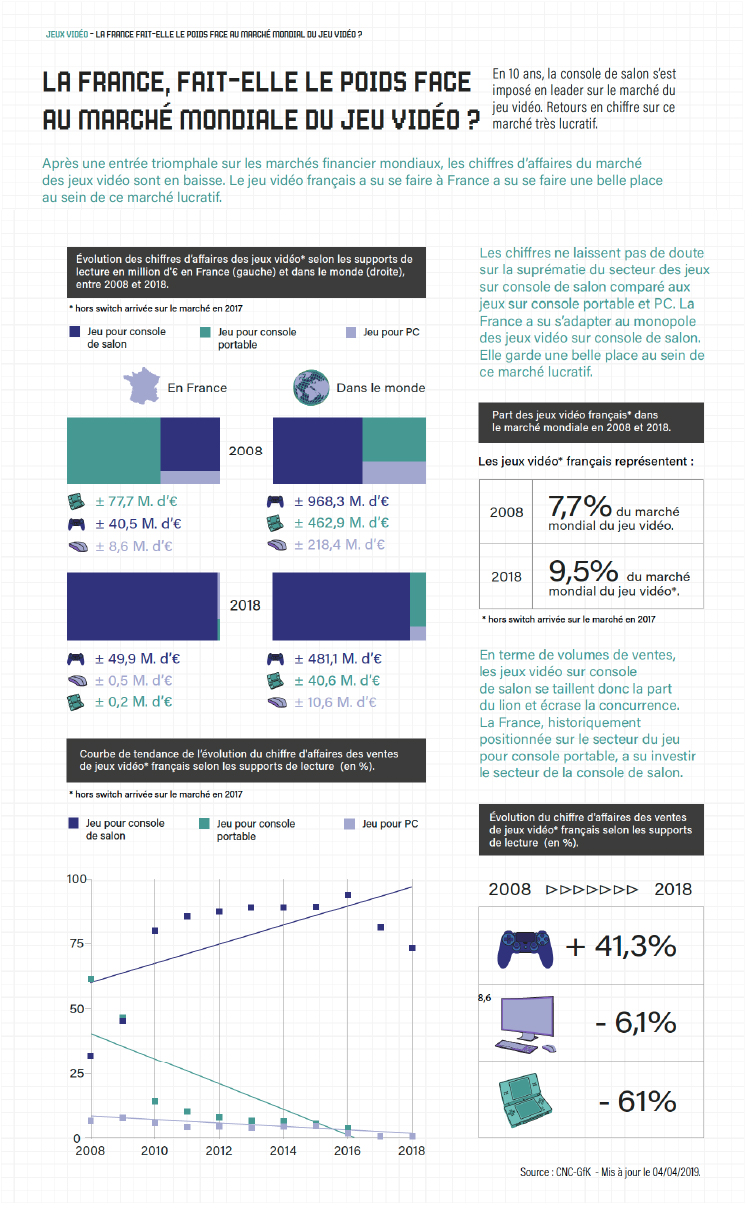 JEUX VIDÉO – LA FRANCE FAIT-ELLE LE POIDS FACE AU MARCHÉ MONDIAL DU JEU VIDÉO ?
LA FRANCE, FAIT-ELLE LE POIDS FACE
AU MARCHÉ MONDIALE DU JEU VIDÉO ?
En 10 ans, la console de salon s'est
imposé en leader sur le marché du
jeu vidéo. Retours en chiffre sur ce
marché très lucratif.
Après une entrée triomphale sur les marchés financier mondiaux, les chiffres d'affaires du marché
des jeux vidéo sont en baisse. Le jeu vidéo français a su se faire à France a su se faire une belle place
au sein de ce marché lucratif.
Évolution des chiffres d'affaires des jeux vidéo* selon les supports de
lecture en million d'€ en France (gauche) et dans le monde (droite),
entre 2008 et 2018.
* hors switch arrivée sur le marché en 2017
Jeu pour console
de salon
Jeu pour console
portable
Jeu pour PC
En France
Dans le monde
2008
± 77,7 M. d'€
± 40,5 M. d'€
± 8,6 M. d'€
± 968,3 M. d'€
± 462,9 M. d'€
± 218,4 M. d'€
2018
± 49,9 M. d'€
± 0,5 M. d'€
± 0,2 M. d'€
± 481,1 M. d'€
± 40,6 M. d'€
± 10,6 M. d'€
Les chiffres ne laissent pas de doute
sur la suprématie du secteur des jeux
sur console de salon comparé aux
jeux sur console portable et PC. La
France a su s'adapter au monopole
des jeux vidéo sur console de salon.
Elle garde une belle place au sein de
ce marché lucratif.
Part des jeux vidéo français* dans
le marché mondiale en 2008 et 2018.
Les jeux vidéo* français représentent :
2008
7,7% du marché
mondial du jeu vidéo.
2018
9,5% du marché
mondial du jeu vidéo*.
* hors switch arrivée sur le marché en 2017
En terme de volumes de ventes,
les jeux vidéo sur console
de salon se taillent donc la part
du lion et écrase la concurrence.
La France, historiquement
positionnée sur le secteur du jeu
pour console portable, a su investir
le secteur de la console de salon.
Courbe de tendance de l'évolution du chiffre d'affaires des ventes
de jeux vidéo* français selon les supports de lecture (en %).
* hors switch arrivée sur le marché en 2017
Jeu pour console
de salon
Jeu pour console
portable
Jeu pour PC
100
75
50
25
0
2008 2010 2012 2014 2016 2018
Évolution du chiffre d'affaires des ventes
de jeux vidéo* français selon les supports
de lecture (en %).
2008 2018
+ 41,3%
8,6
- 6,1%
- 61%
Source : CNC-GfK - Mis à jour le 04/04/2019.